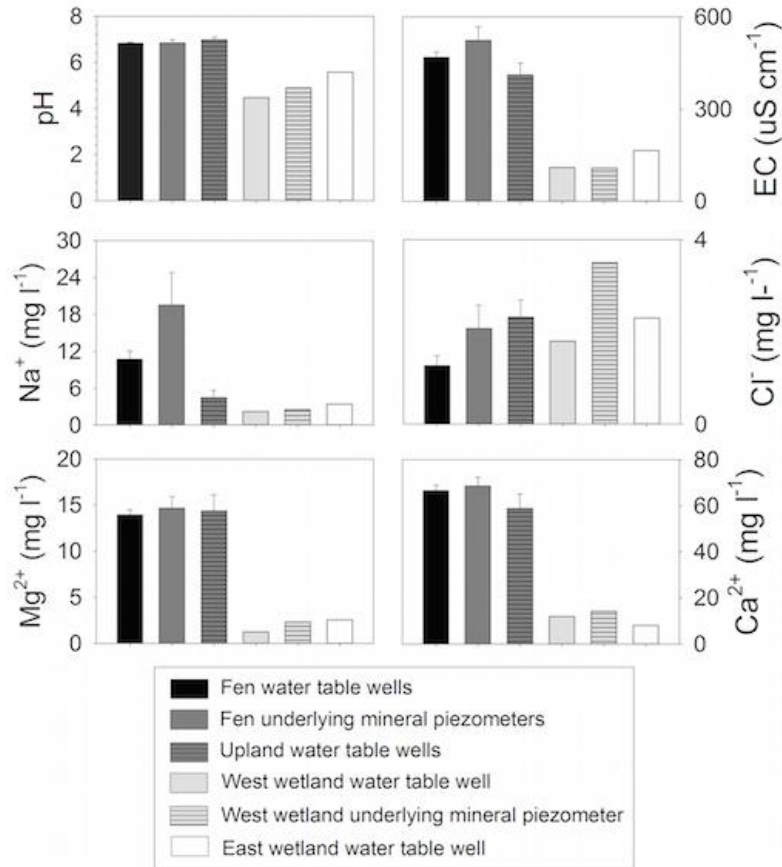 8
6
4
2
0
pH
600
300
0
EC (uS cm⁻¹)
30
24
18
12
6
0
Na⁺ (mg l⁻¹)
4
0
Cl⁻ (mg l-⁻¹)
20
15
10
5
0
Mg²⁺ (mg l⁻¹)
80
60
40
20
0
Ca²⁺ (mg l⁻¹)
Fen water table wells
Fen underlying mineral piezometers
Upland water table wells
West wetland water table well
West wetland underlying mineral piezometer
East wetland water table well